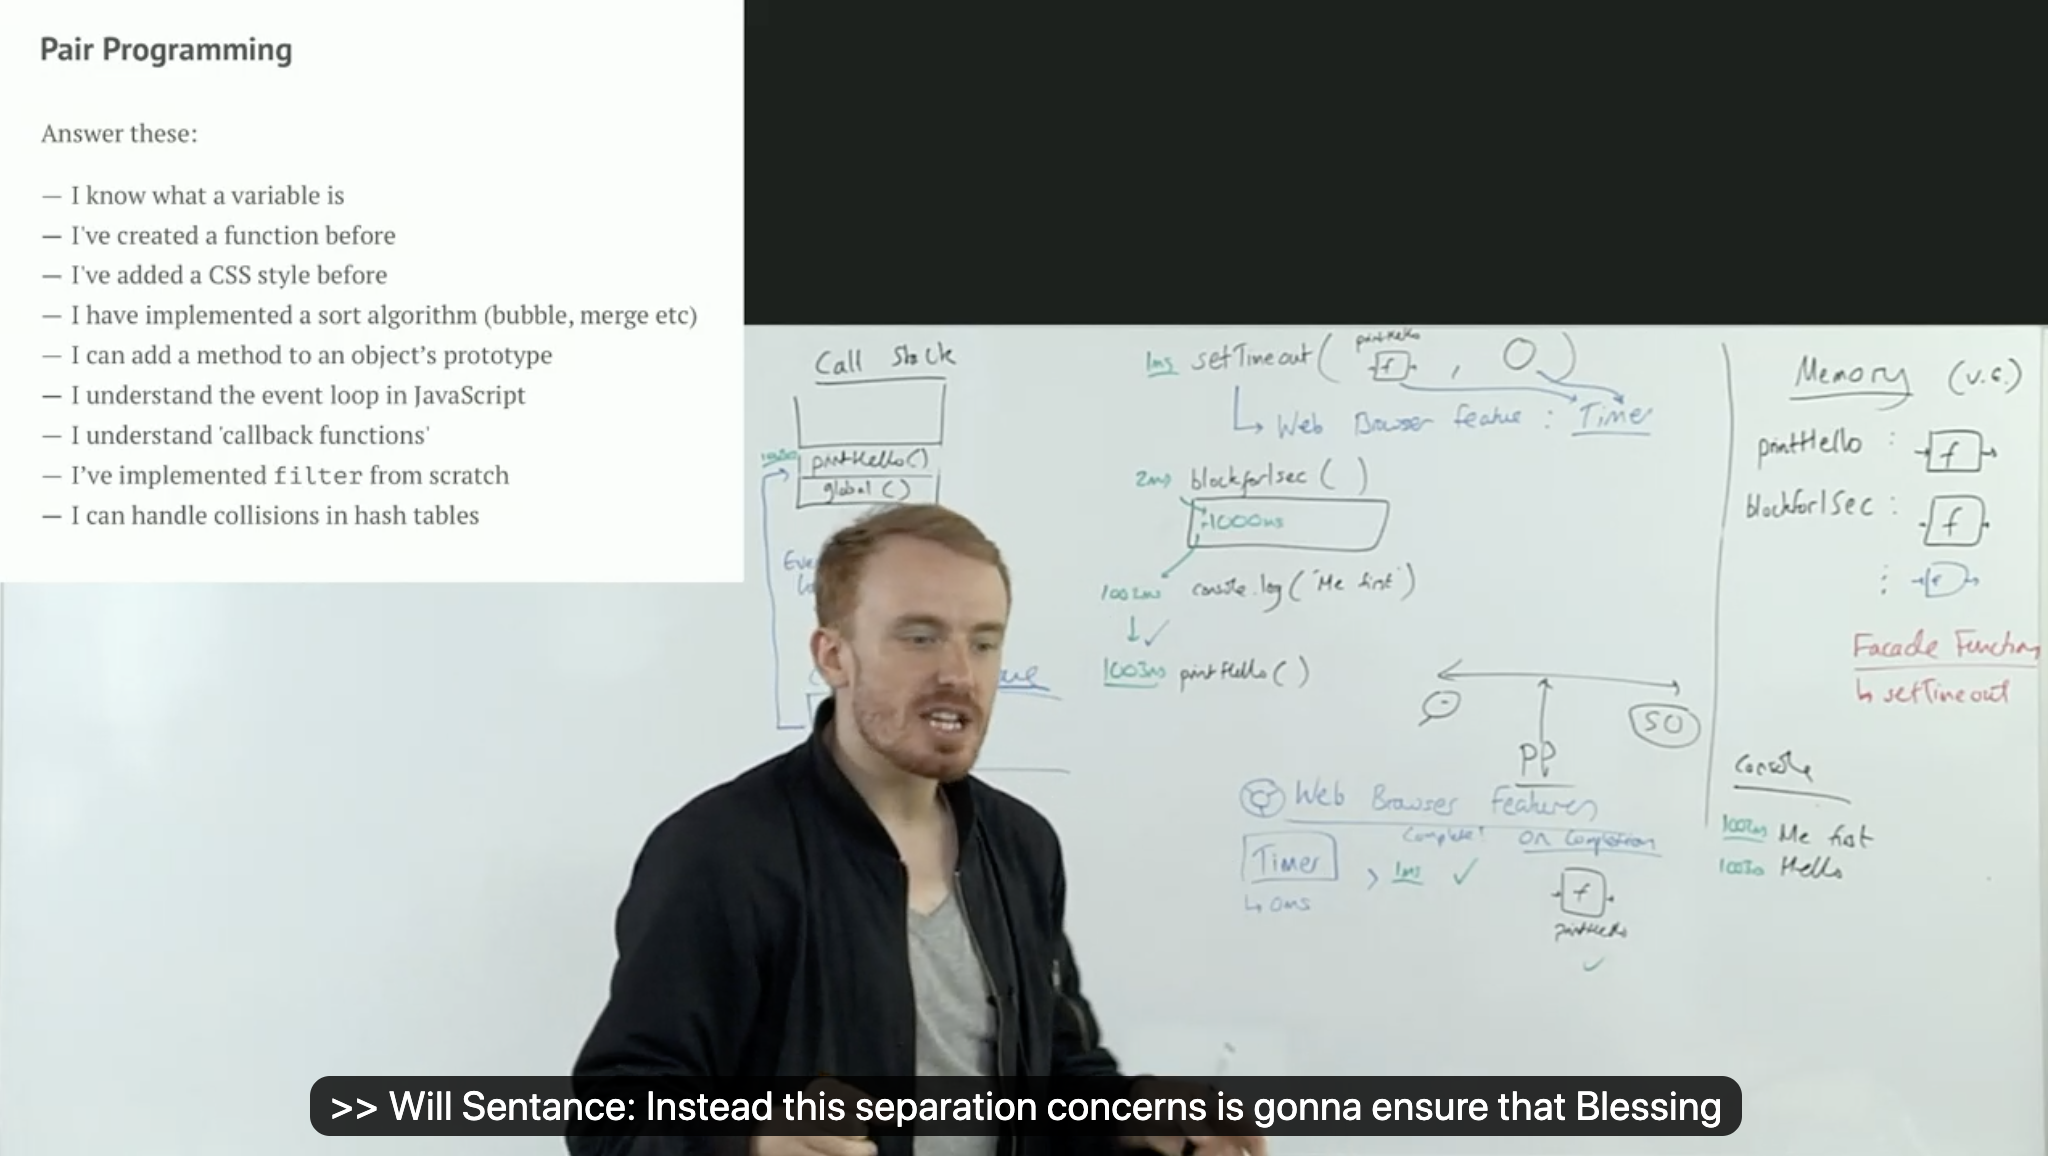 Pair Programming
Answer these:
— I know what a variable is
— I've created a function before
— I've added a CSS style before
— I have implemented a sort algorithm (bubble, merge etc)
— I can add a method to an object’s prototype
— I understand the event loop in JavaScript
— I understand 'callback functions'
— I’ve implemented filter from scratch
— I can handle collisions in hash tables
Call Stack
printHello()
global()
1ms setTimeout( printHello f , 0 )
Web Browser feature : Timer
2ms blockfor1sec ( )
1000ms
1002ms console.log("Me first")
1003ms printHello()
SO
PP
Web Browser Features
Complete? On Completion
Timer > 1ms ✓
0ms
f
printHello
✓
Memory (v.e.)
printHello : f
blockfor1Sec : f
Facade Function
setTimeout
Console
1002ms Me first
1003ms Hello
>> Will Sentance: Instead this separation concerns is gonna ensure that Blessing